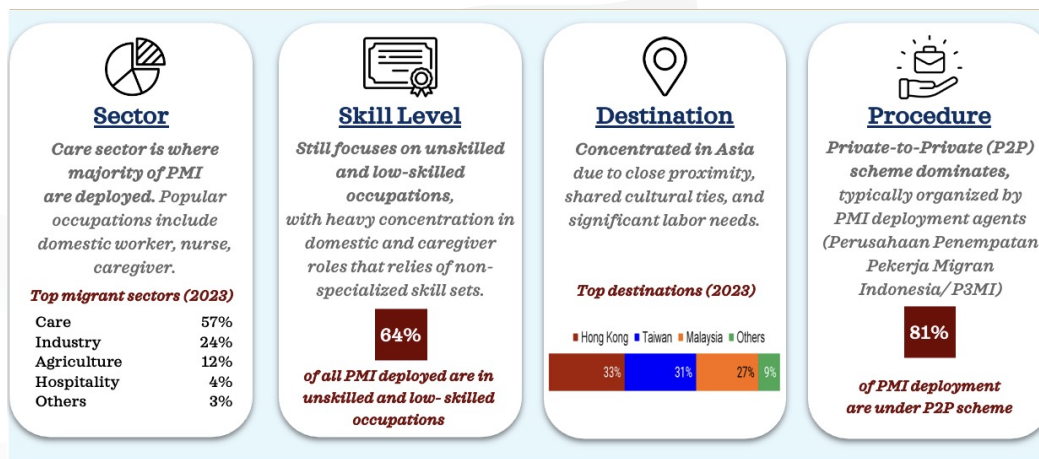 Sector
Care sector is where
majority of PMI
are deployed. Popular
occupations include
domestic worker, nurse,
caregiver.
Top migrant sectors (2023)
Care 57%
Industry 24%
Agriculture 12%
Hospitality 4%
Others 3%
Skill Level
Still focuses on unskilled
and low-skilled
occupations,
with heavy concentration in
domestic and caregiver
roles that relies of non-
specialized skill sets.
64%
of all PMI deployed are in
unskilled and low- skilled
occupations
Destination
Concentrated in Asia
due to close proximity,
shared cultural ties, and
significant labor needs.
Top destinations (2023)
Hong Kong Taiwan Malaysia Others
33% 31% 27% 9%
Procedure
Private-to-Private (P2P)
scheme dominates,
typically organized by
PMI deployment agents
(Perusahaan Penempatan
Pekerja Migran
Indonesia/ P3MI)
81%
of PMI deployment
are under P2P scheme